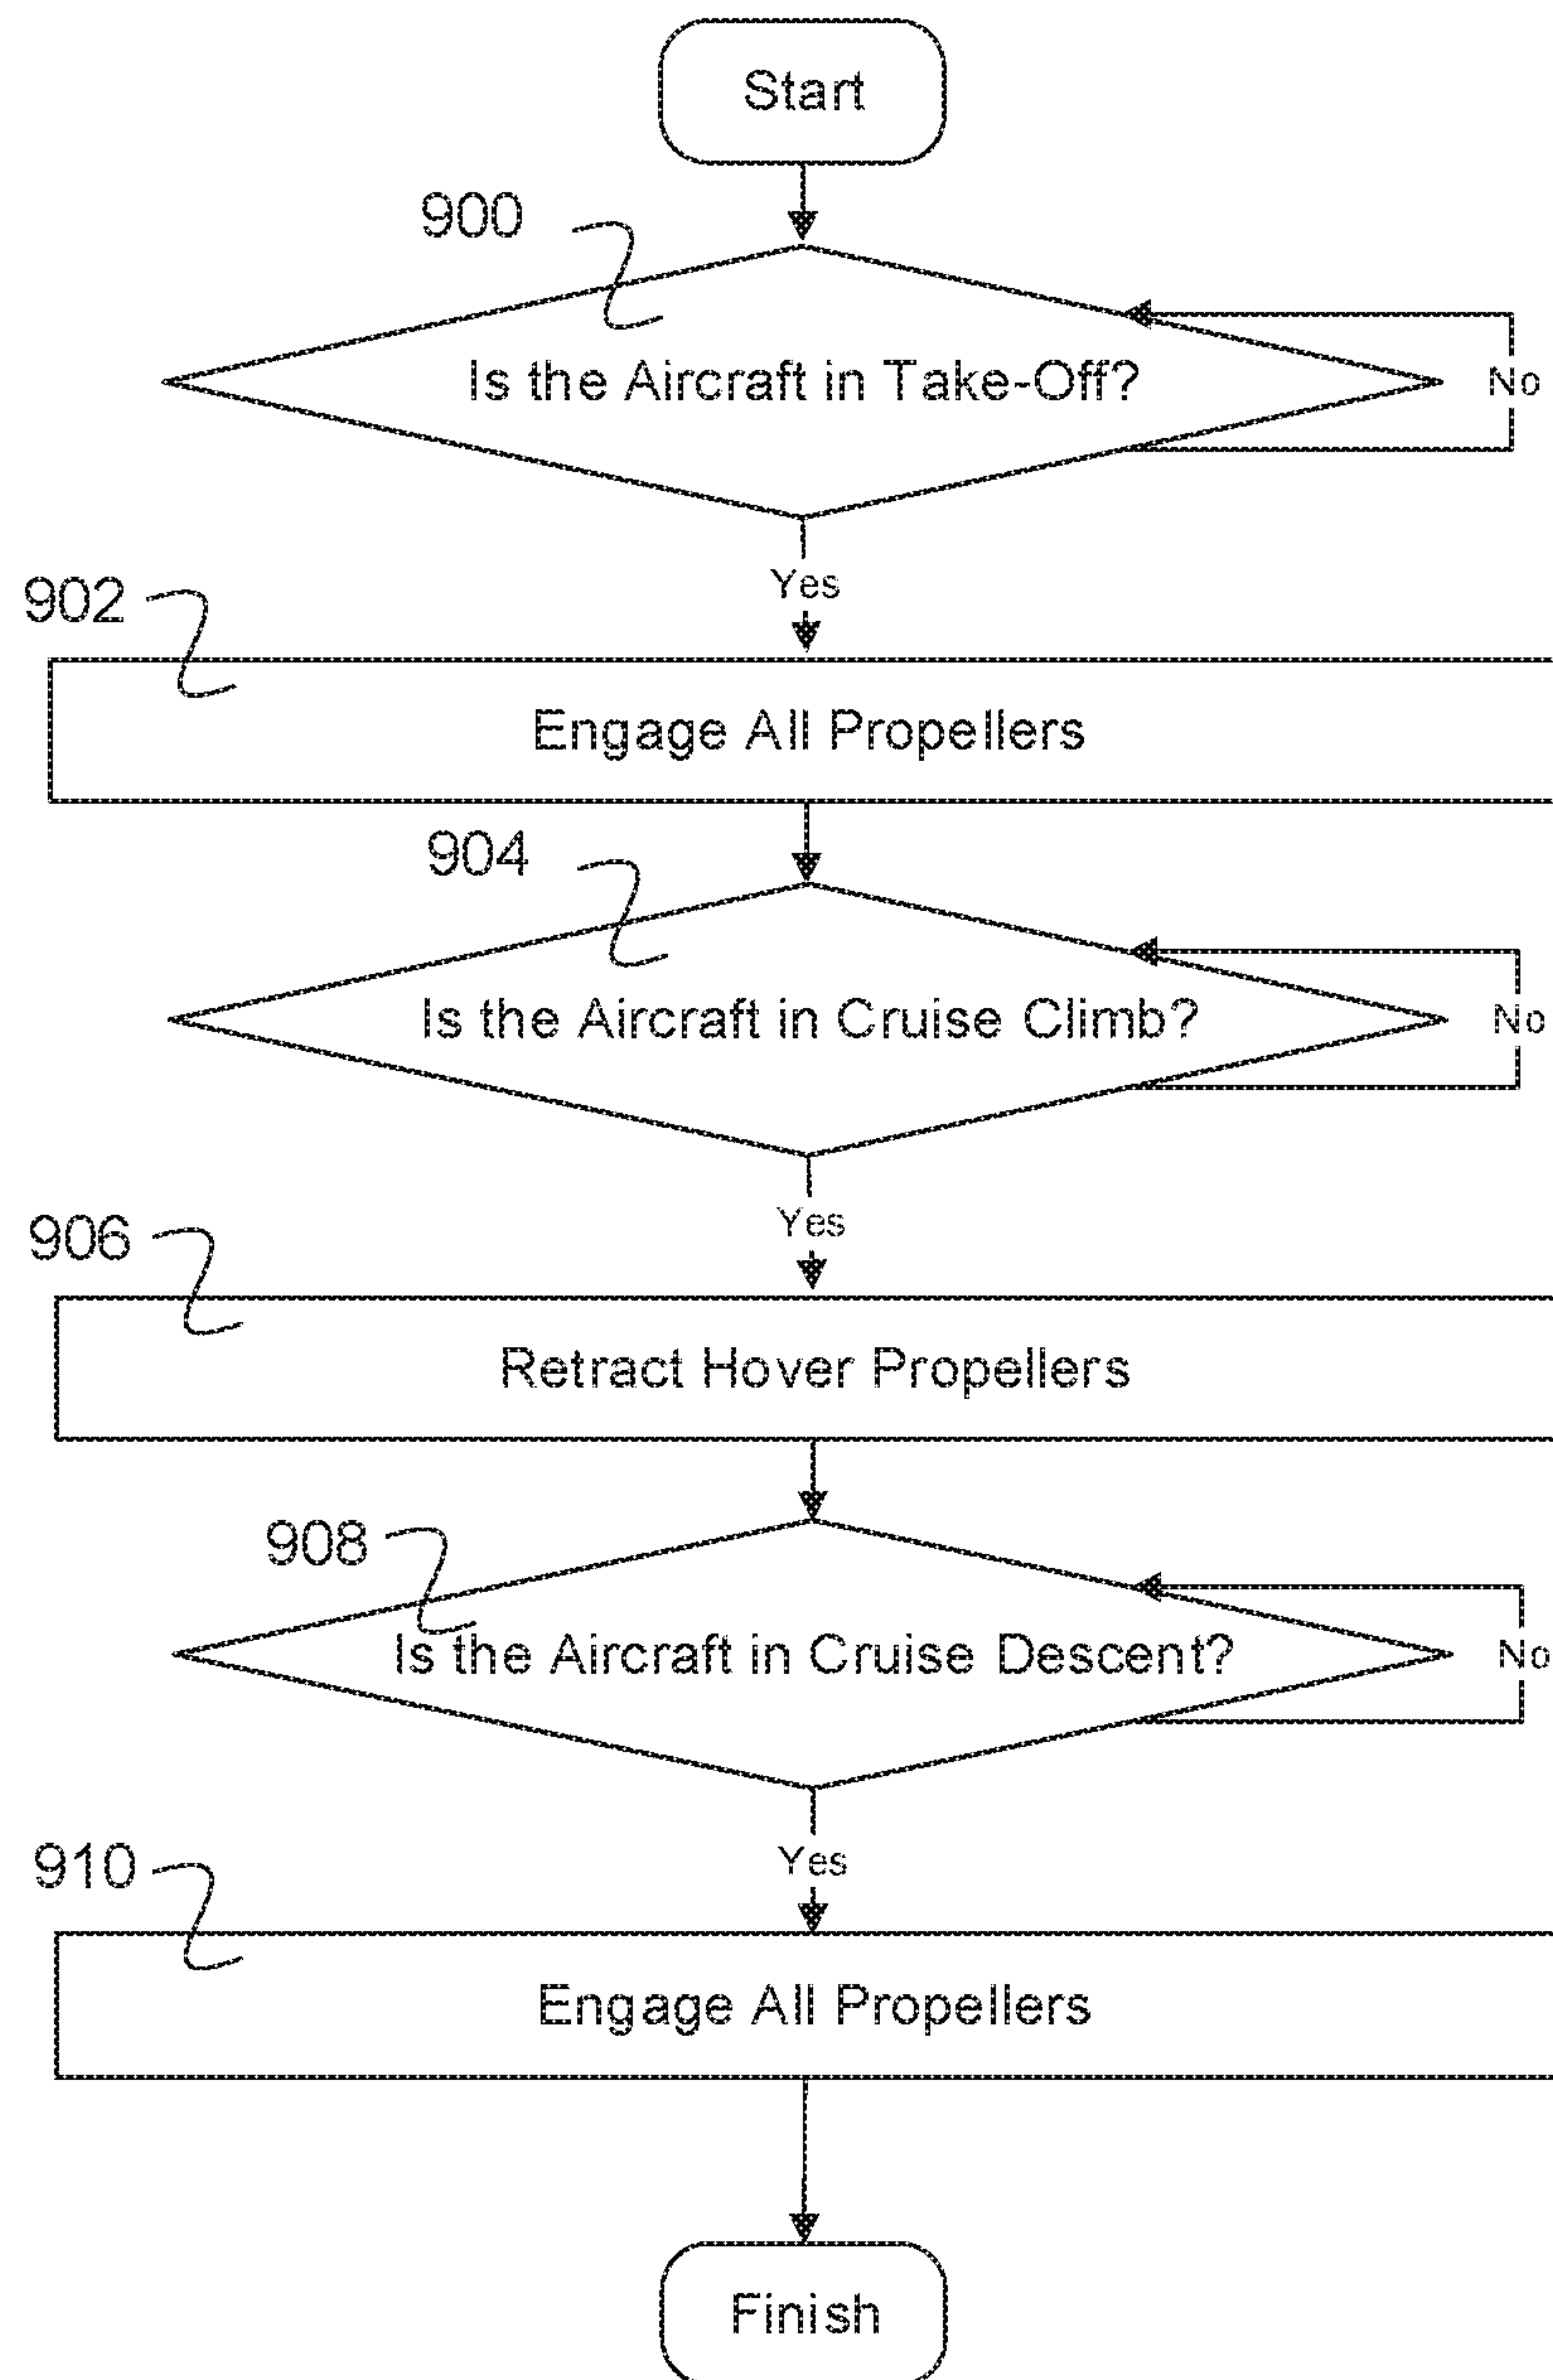 Start
900
Is the Aircraft in Take-Off?
No
Yes
902
Engage All Propellers
904
Is the Aircraft in Cruise Climb?
No
Yes
906
Retract Hover Propellers
908
Is the Aircraft in Cruise Descent?
No
Yes
910
Engage All Propellers
Finish